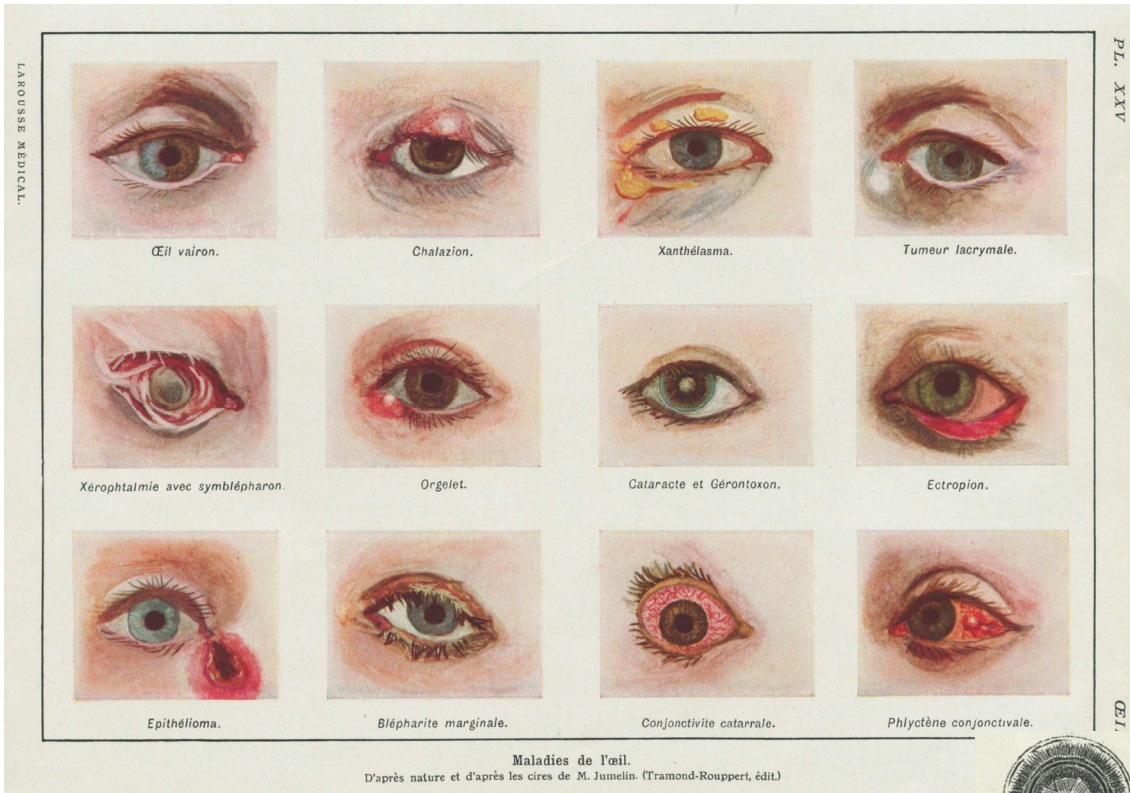 LAROUSSE MÉDICAL.
PL. XXV
Œil vairon.
Chalazion.
Xanthélasma.
Tumeur lacrymale.
Xérophtalmie avec symblépharon.
Orgelet.
Cataracte et Gérontoxon.
Ectropion.
Epithélioma.
Blépharite marginale.
Conjonctivite catarrale.
Phlyctène conjonctivale.
Maladies de l'œil.
D'après nature et d'après les cires de M. Jumelin. (Tramond-Rouppert, édit.)